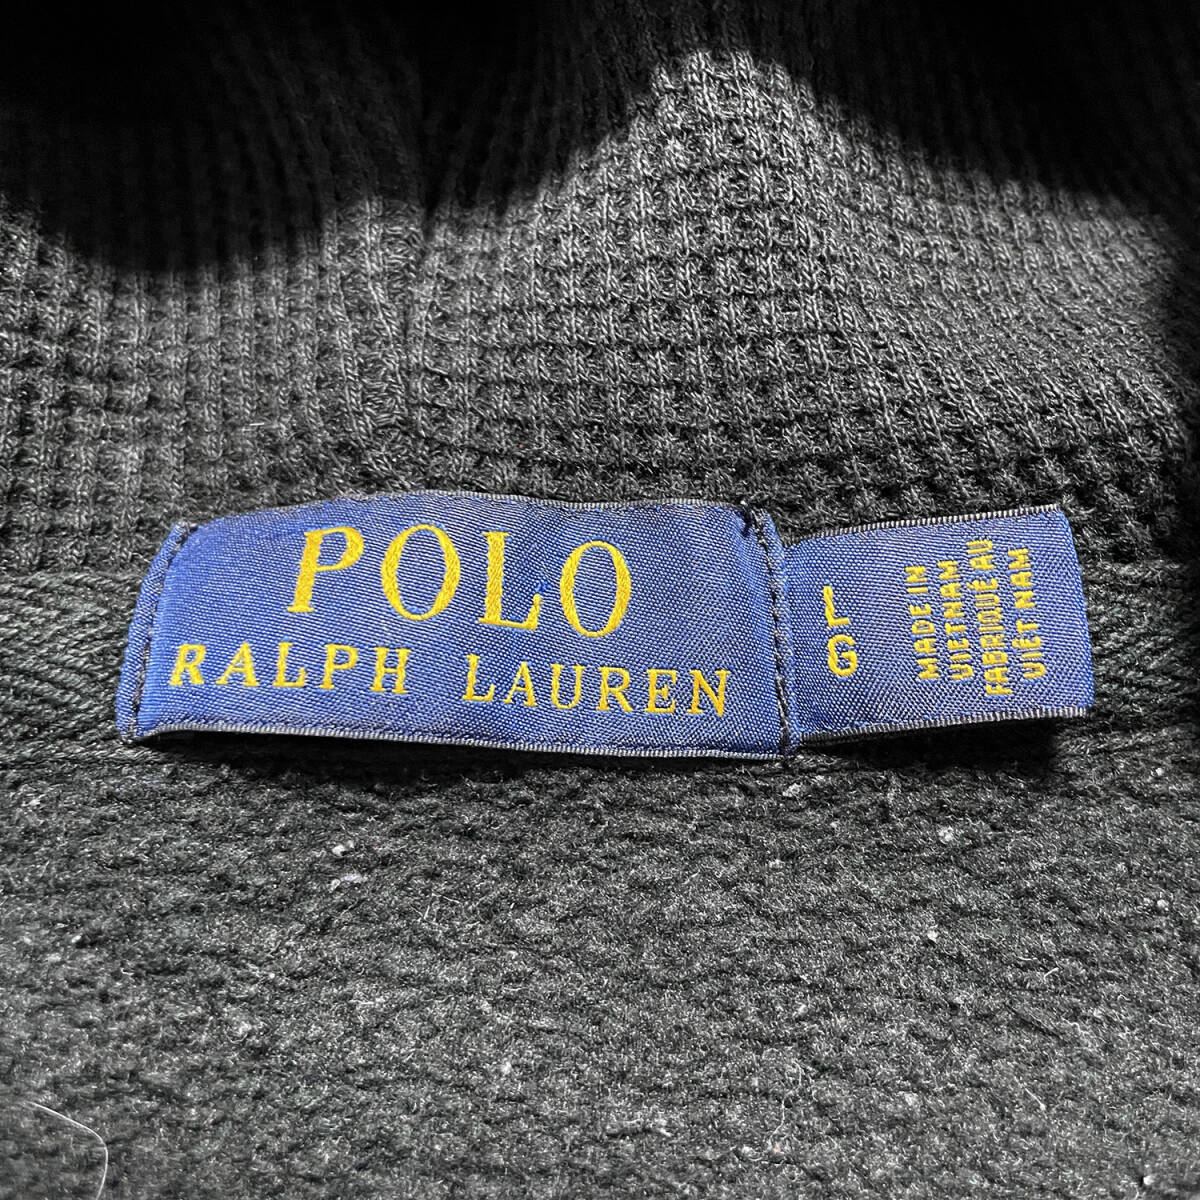 POLO
RALPH LAUREN
L
G
MADE IN
VIETNAM
FABRIQUÉ AU
VIÊT NAM